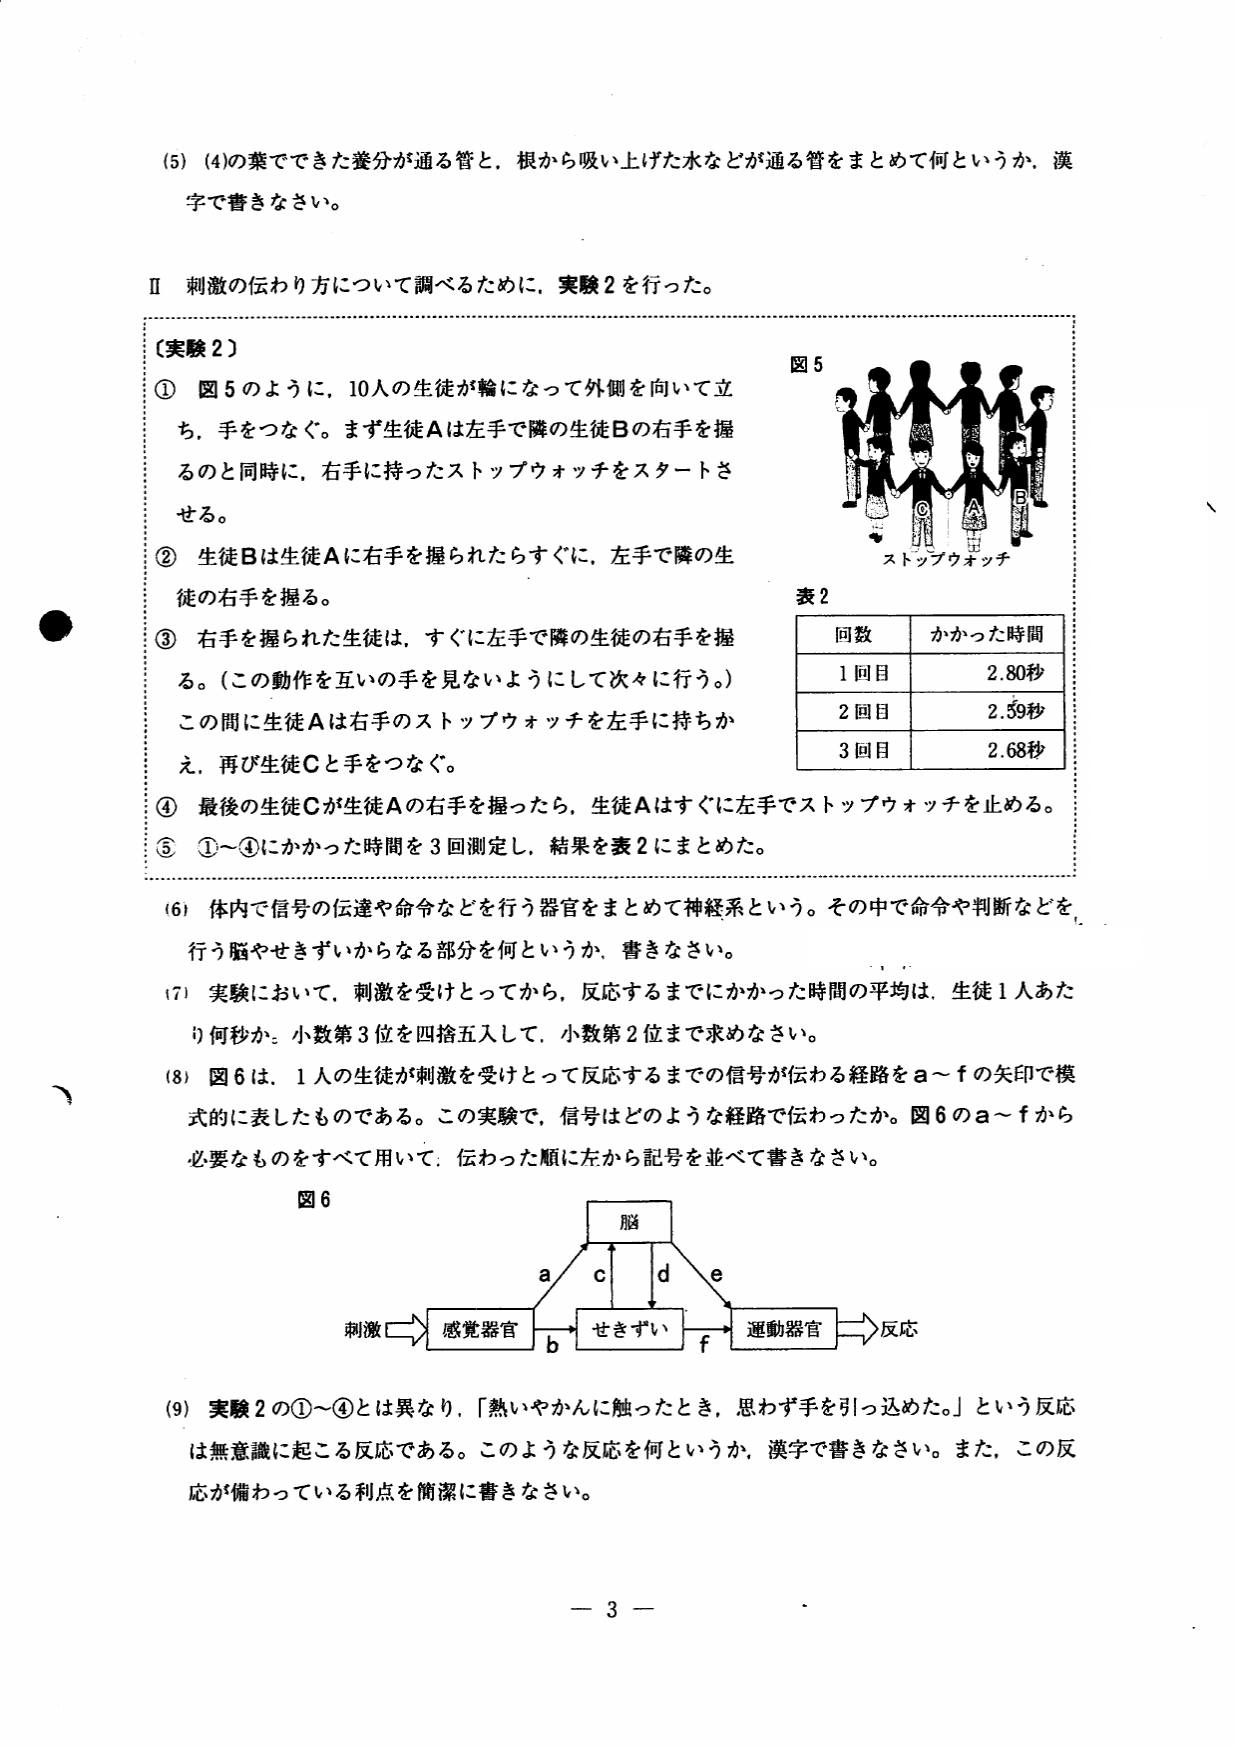 (5) (4)の葉でできた養分が通る管と，根から吸い上げた水などが通る管をまとめて何というか，漢
字で書きなさい。
Ⅱ 刺激の伝わり方について調べるために，実験2を行った。
〔実験2〕
① 図5のように，10人の生徒が輪になって外側を向いて立
ち，手をつなぐ。まず生徒Aは左手で隣の生徒Bの右手を握
るのと同時に，右手に持ったストップウォッチをスタートさ
せる。
② 生徒Bは生徒Aに右手を握られたらすぐに，左手で隣の生
徒の右手を握る。
③ 右手を握られた生徒は，すぐに左手で隣の生徒の右手を握
る。(この動作を互いの手を見ないようにして次々に行う。)
この間に生徒Aは右手のストップウォッチを左手に持ちか
え，再び生徒Cと手をつなぐ。
④ 最後の生徒Cが生徒Aの右手を握ったら，生徒Aはすぐに左手でストップウォッチを止める。
⑤ ①〜④にかかった時間を3回測定し，結果を表2にまとめた。
図5
C A B
ストップウォッチ
表2
回数 かかった時間
1回目 2.80秒
2回目 2.59秒
3回目 2.68秒
(6) 体内で信号の伝達や命令などを行う器官をまとめて神経系という。その中で命令や判断などを
行う脳やせきずいからなる部分を何というか，書きなさい。
(7) 実験において，刺激を受けとってから，反応するまでにかかった時間の平均は，生徒1人あた
り何秒か。小数第3位を四捨五入して，小数第2位まで求めなさい。
(8) 図6は，1人の生徒が刺激を受けとって反応するまでの信号が伝わる経路をa〜fの矢印で模
式的に表したものである。この実験で，信号はどのような経路で伝わったか。図6のa〜fから
必要なものをすべて用いて，伝わった順に左から記号を並べて書きなさい。
図6
脳
a c d e
刺激 感覚器官 せきずい 運動器官 反応
b f
(9) 実験2の①〜④とは異なり，「熱いやかんに触ったとき，思わず手を引っ込めた。」という反応
は無意識に起こる反応である。このような反応を何というか，漢字で書きなさい。また，この反
応が備わっている利点を簡潔に書きなさい。
— 3 —